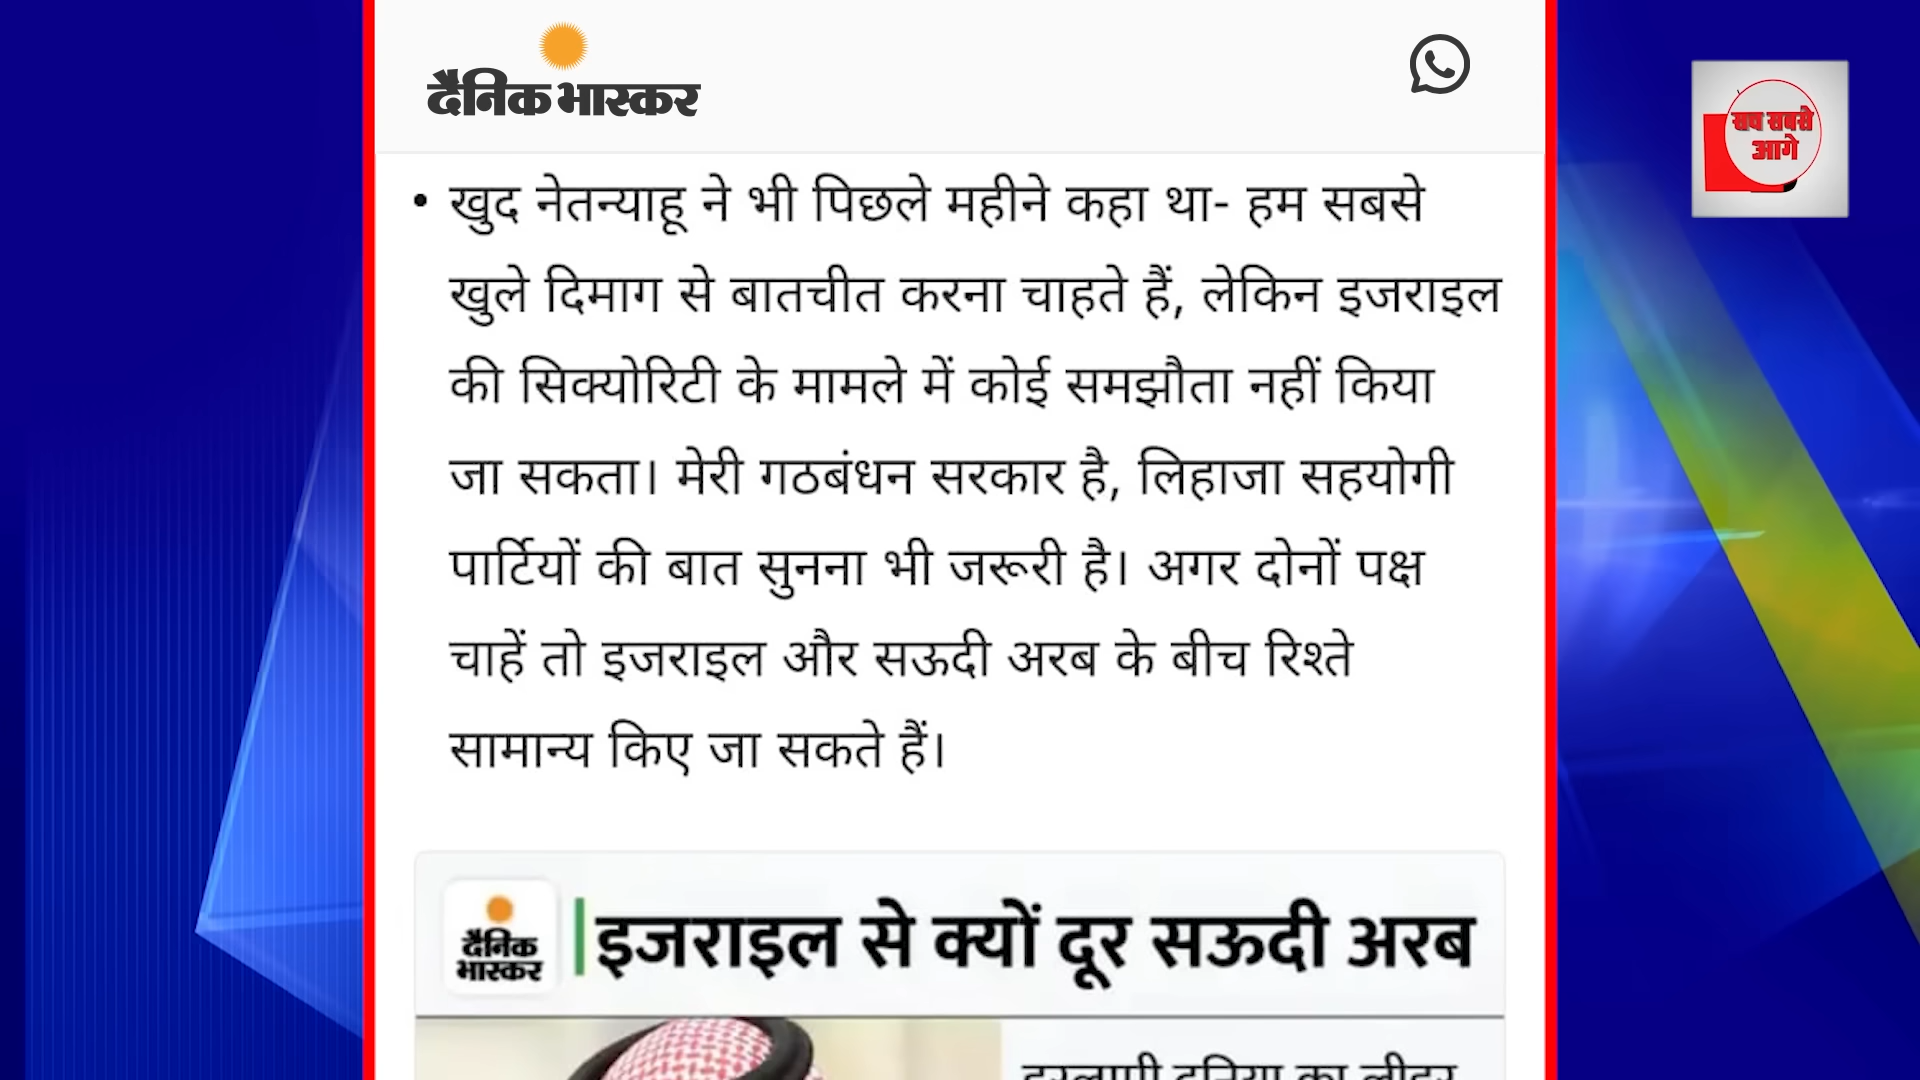 दैनिक भास्कर
सच सबसे
आगे
• खुद नेतन्याहू ने भी पिछले महीने कहा था- हम सबसे
खुले दिमाग से बातचीत करना चाहते हैं, लेकिन इजराइल
की सिक्योरिटी के मामले में कोई समझौता नहीं किया
जा सकता। मेरी गठबंधन सरकार है, लिहाजा सहयोगी
पार्टियों की बात सुनना भी जरूरी है। अगर दोनों पक्ष
चाहें तो इजराइल और सऊदी अरब के बीच रिश्ते
सामान्य किए जा सकते हैं।
दैनिक
भास्कर
इजराइल से क्यों दूर सऊदी अरब